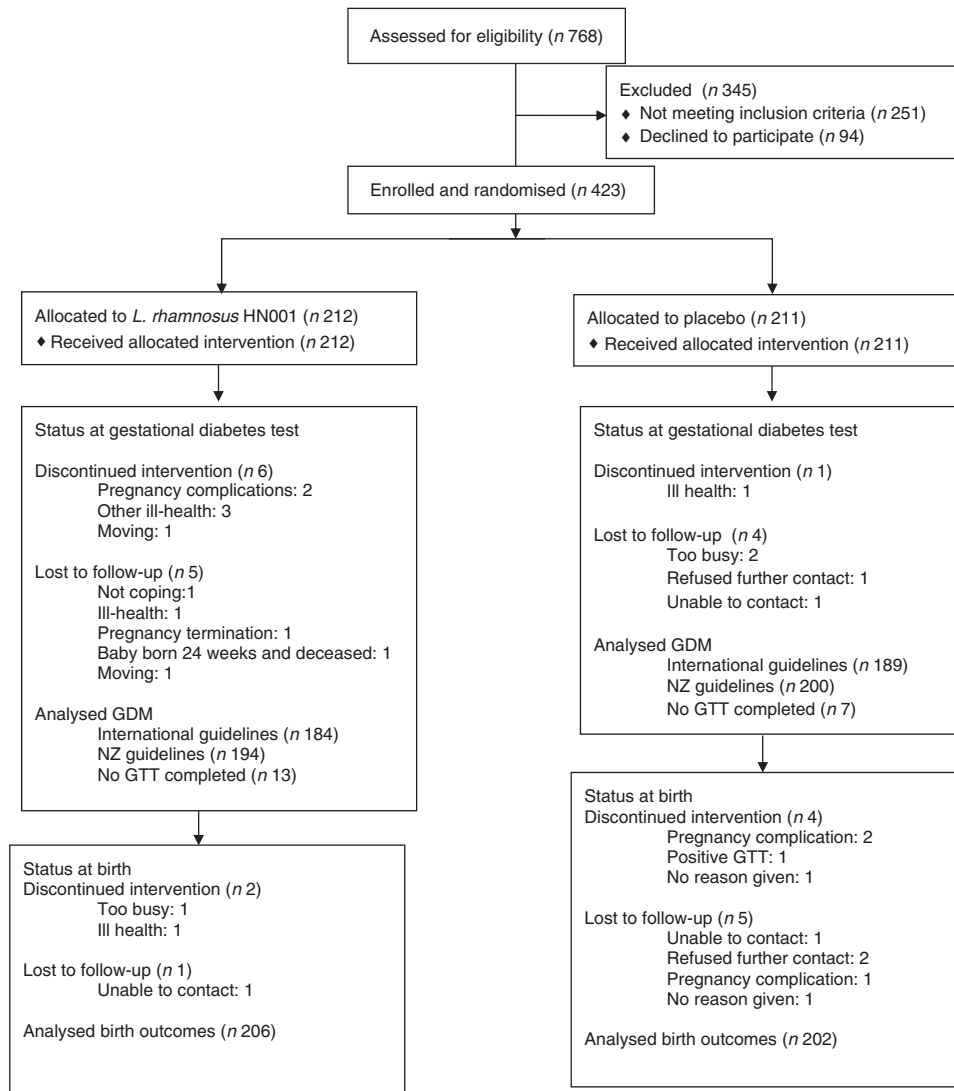 Assessed for eligibility (n 768)
Excluded (n 345)
♦ Not meeting inclusion criteria (n 251)
♦ Declined to participate (n 94)
Enrolled and randomised (n 423)
Allocated to L. rhamnosus HN001 (n 212)
♦ Received allocated intervention (n 212)
Allocated to placebo (n 211)
♦ Received allocated intervention (n 211)
Status at gestational diabetes test
Discontinued intervention (n 6)
Pregnancy complications: 2
Other ill-health: 3
Moving: 1
Lost to follow-up (n 5)
Not coping:1
Ill-health: 1
Pregnancy termination: 1
Baby born 24 weeks and deceased: 1
Moving: 1
Analysed GDM
International guidelines (n 184)
NZ guidelines (n 194)
No GTT completed (n 13)
Status at gestational diabetes test
Discontinued intervention (n 1)
Ill health: 1
Lost to follow-up (n 4)
Too busy: 2
Refused further contact: 1
Unable to contact: 1
Analysed GDM
International guidelines (n 189)
NZ guidelines (n 200)
No GTT completed (n 7)
Status at birth
Discontinued intervention (n 2)
Too busy: 1
Ill health: 1
Lost to follow-up (n 1)
Unable to contact: 1
Analysed birth outcomes (n 206)
Status at birth
Discontinued intervention (n 4)
Pregnancy complication: 2
Positive GTT: 1
No reason given: 1
Lost to follow-up (n 5)
Unable to contact: 1
Refused further contact: 2
Pregnancy complication: 1
No reason given: 1
Analysed birth outcomes (n 202)